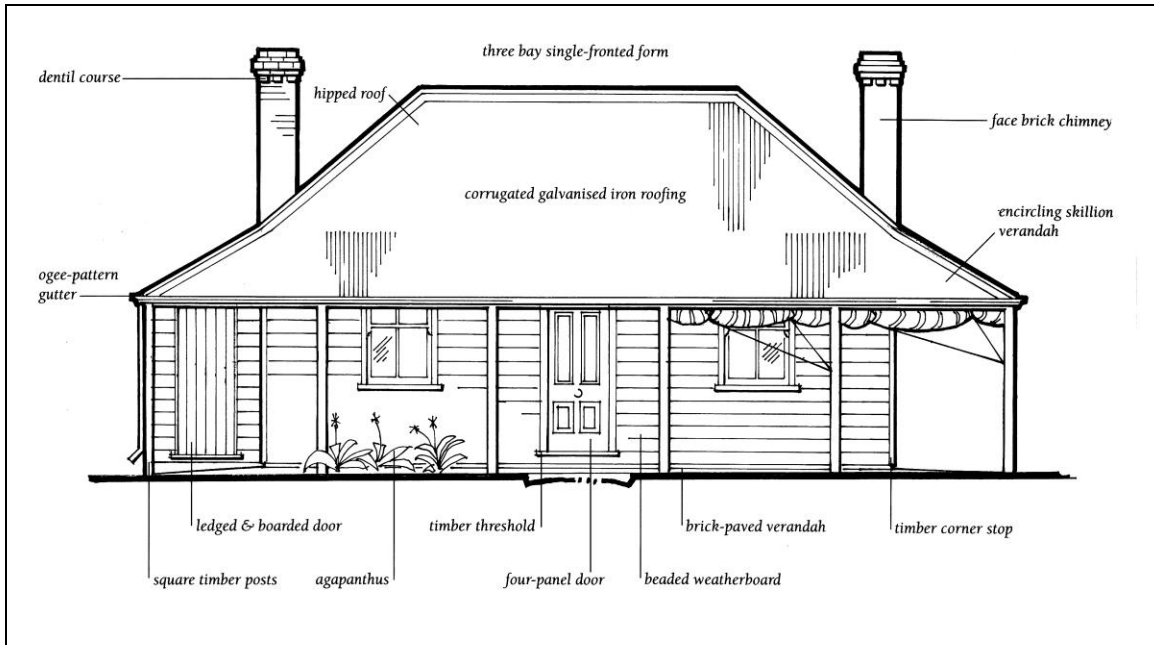 three bay single-fronted form
dentil course
hipped roof
face brick chimney
corrugated galvanised iron roofing
encircling skillion
verandah
ogee-pattern
gutter
ledged & boarded door
timber threshold
brick-paved verandah
timber corner stop
square timber posts
agapanthus
four-panel door
beaded weatherboard